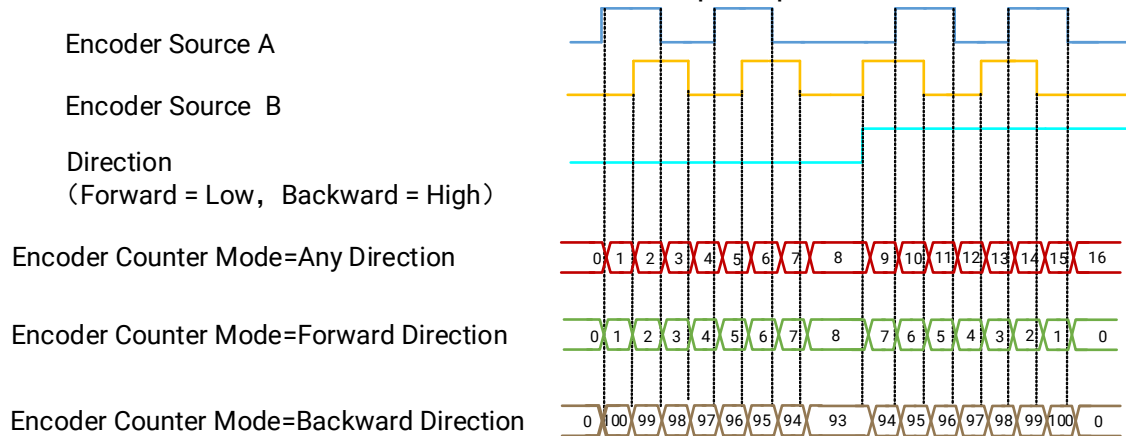 Encoder Source A
Encoder Source B
Direction
（Forward = Low，Backward = High）
Encoder Counter Mode=Any Direction
0 1 2 3 4 5 6 7 8 9 10 11 12 13 14 15 16
Encoder Counter Mode=Forward Direction
0 1 2 3 4 5 6 7 8 7 6 5 4 3 2 1 0
Encoder Counter Mode=Backward Direction
0 100 99 98 97 96 95 94 93 94 95 96 97 98 99 100 0